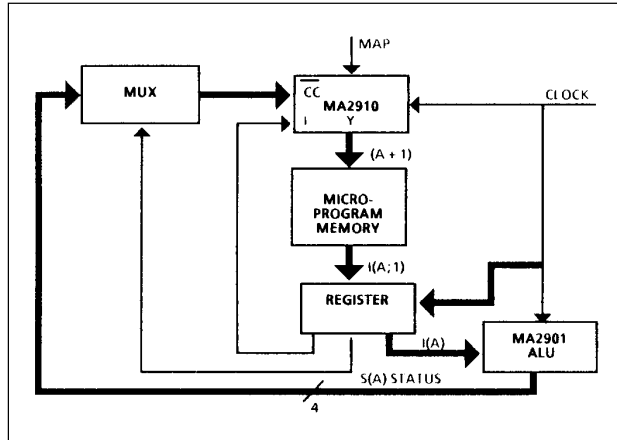 MAP
MUX
CC
MA2910
I Y
CLOCK
(A + 1)
MICRO-
PROGRAM
MEMORY
I(A; 1)
REGISTER
I(A)
MA2901
ALU
S(A) STATUS
4